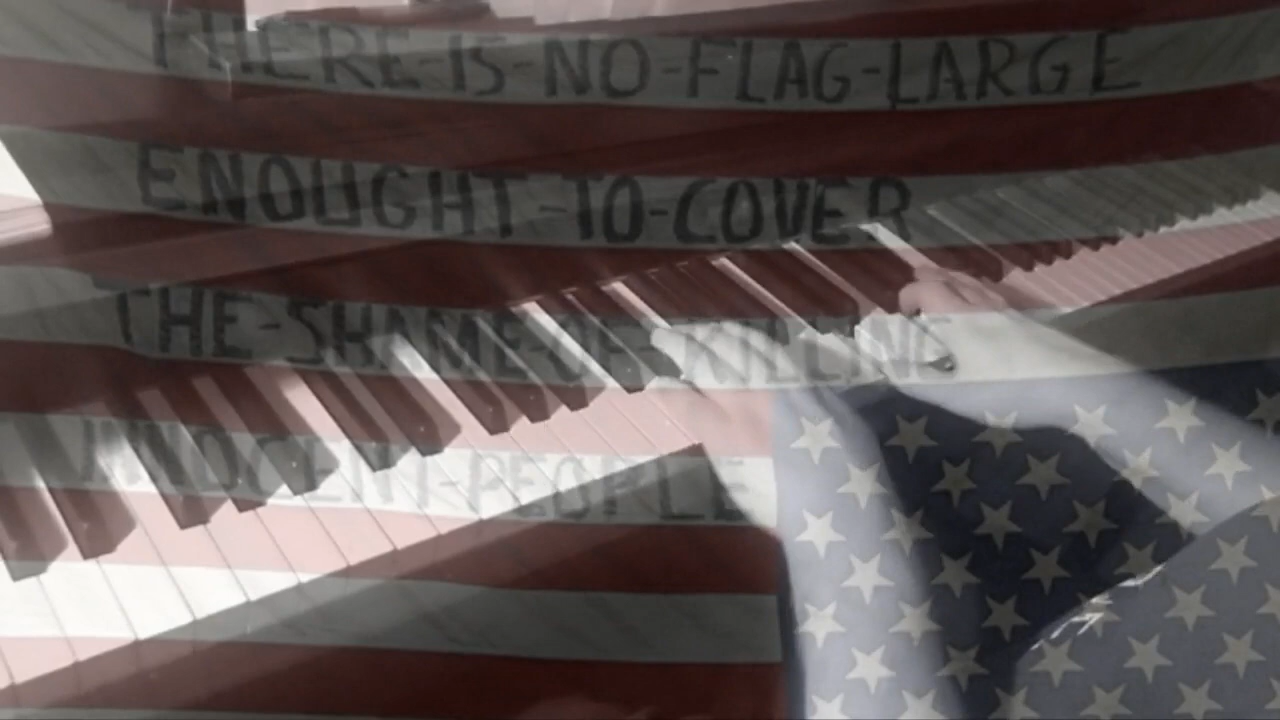 THERE-IS-NO-FLAG-LARGE
ENOUGHT-TO-COVER
THE-SHAME-OF-KILLING
INNOCENT-PEOPLE